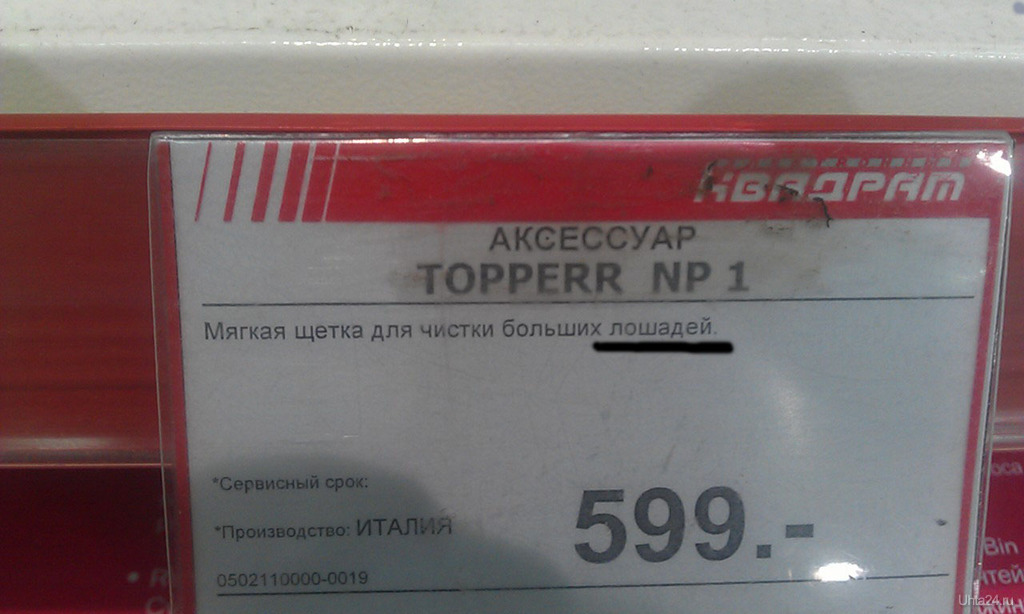 КВАДРАТ
АКСЕССУАР
TOPPERR NP 1
Мягкая щетка для чистки больших лошадей.
*Сервисный срок:
*Производство: ИТАЛИЯ
599.-
0502110000-0019
Bin
Uhta24.ru